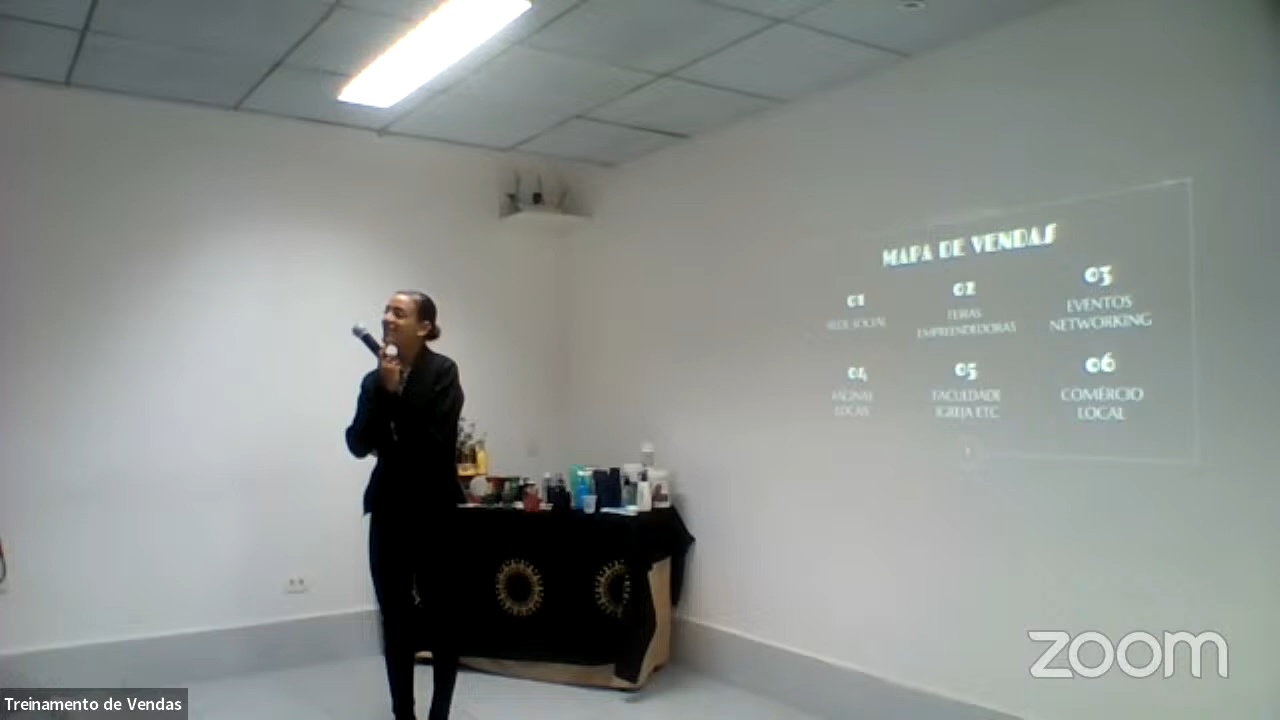 MAPA DE VENDAS
01
REDE SOCIAL
02
FEIRAS
EMPREENDEDORAS
03
EVENTOS
NETWORKING
04
PÁGINAS
LOCAIS
05
FACULDADE
IGREJA ETC
06
COMÉRCIO
LOCAL
zoom
Treinamento de Vendas